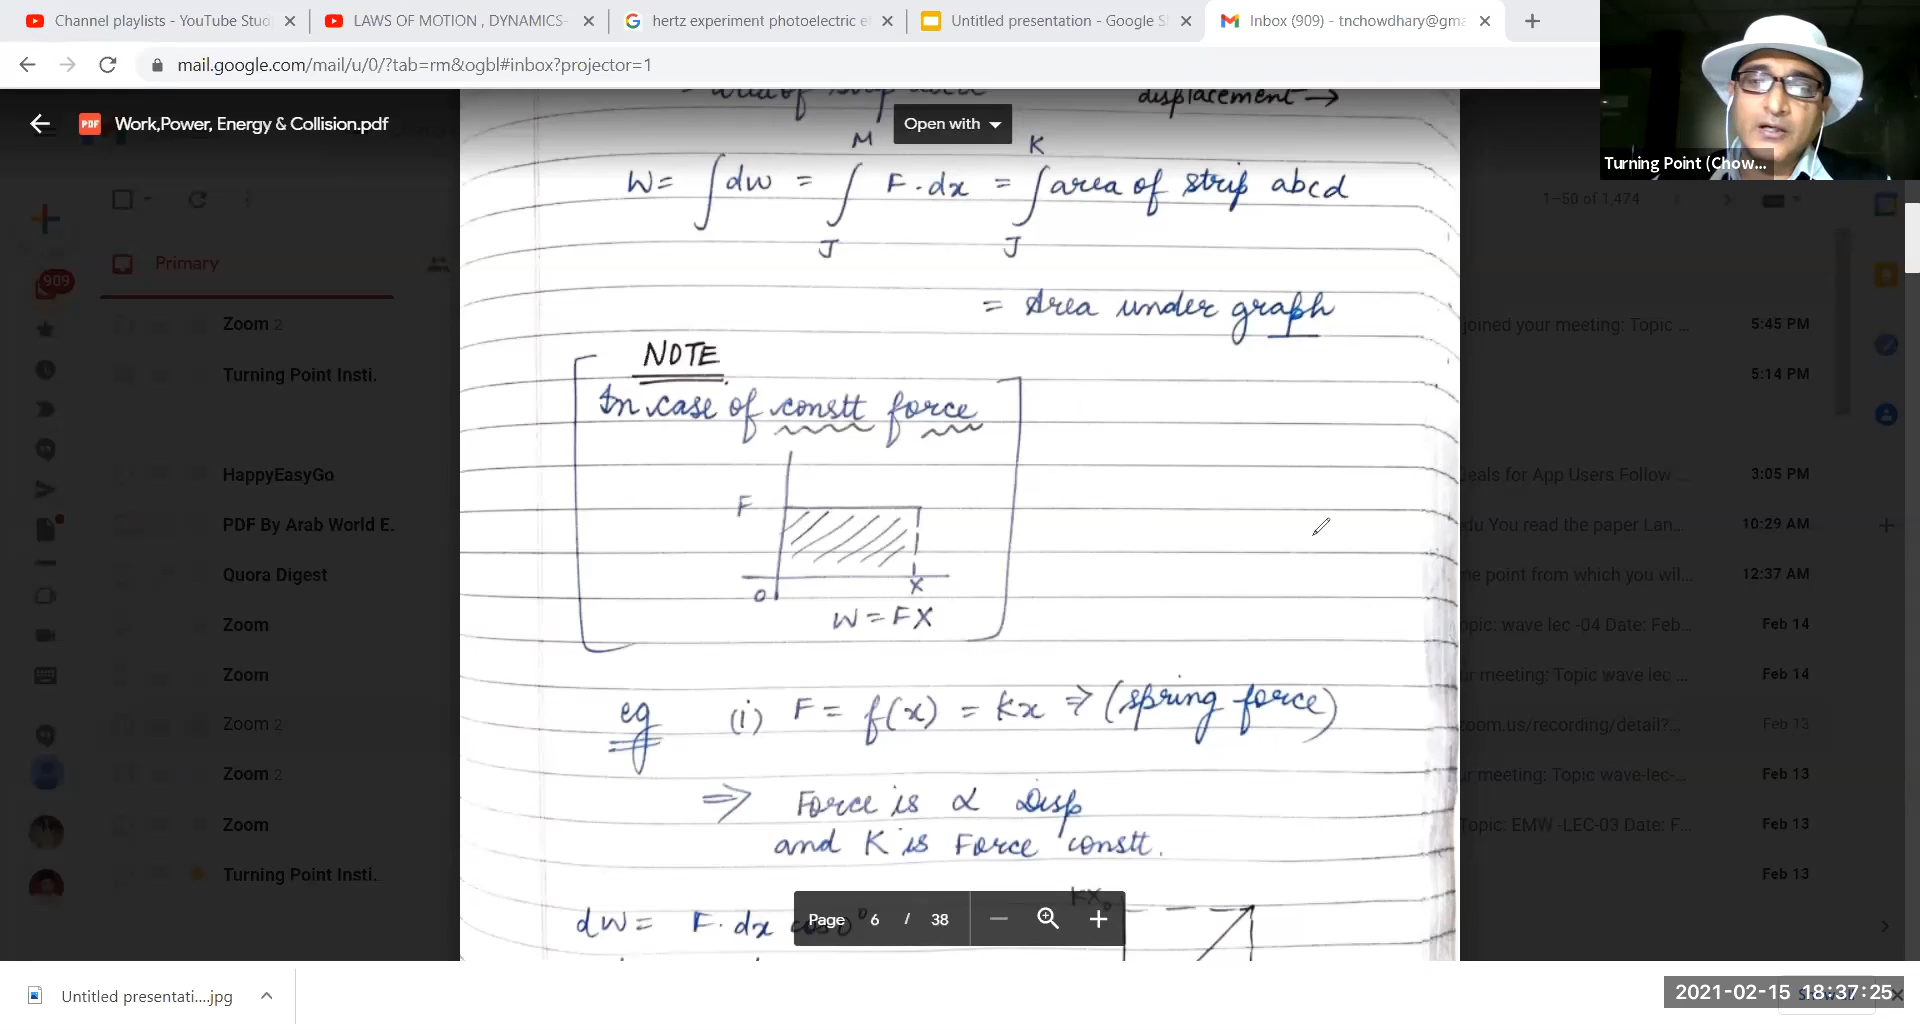 Channel playlists - YouTube Stud
LAWS OF MOTION , DYNAMICS-
hertz experiment photoelectric e
Untitled presentation - Google S
Inbox (909) - tnchowdhary@gma
mail.google.com/mail/u/0/?tab=rm&ogbl#inbox?projector=1
Turning Point (Chow...
PDF Work,Power, Energy & Collision.pdf
Open with
displacement →
W = ∫dw = ∫ F.dx = ∫ area of strip abcd
M
K
J
J
= Area under graph
NOTE
In case of constt force
F
O
X
W = FX
eg (i) F = f(x) = kx ⇒ (spring force)
⇒ Force is α Disp
and K is Force constt.
dW = F. dx cos0°
kx₀
Page 6 / 38
1–50 of 1,474
909
Primary
Zoom 2
joined your meeting: Topic ...
5:45 PM
Turning Point Insti.
5:14 PM
HappyEasyGo
Deals for App Users Follow ...
3:05 PM
PDF By Arab World E.
du You read the paper Lan...
10:29 AM
Quora Digest
ne point from which you wil...
12:37 AM
Zoom
opic: wave lec -04 Date: Feb...
Feb 14
Zoom
ur meeting: Topic wave lec ...
Feb 14
Zoom 2
zoom.us/recording/detail?...
Feb 13
Zoom 2
ur meeting: Topic wave-lec-...
Feb 13
Zoom
Topic: EMW -LEC-03 Date: F...
Feb 13
Turning Point Insti.
Feb 13
Untitled presentati....jpg
2021-02-15 18:37:25